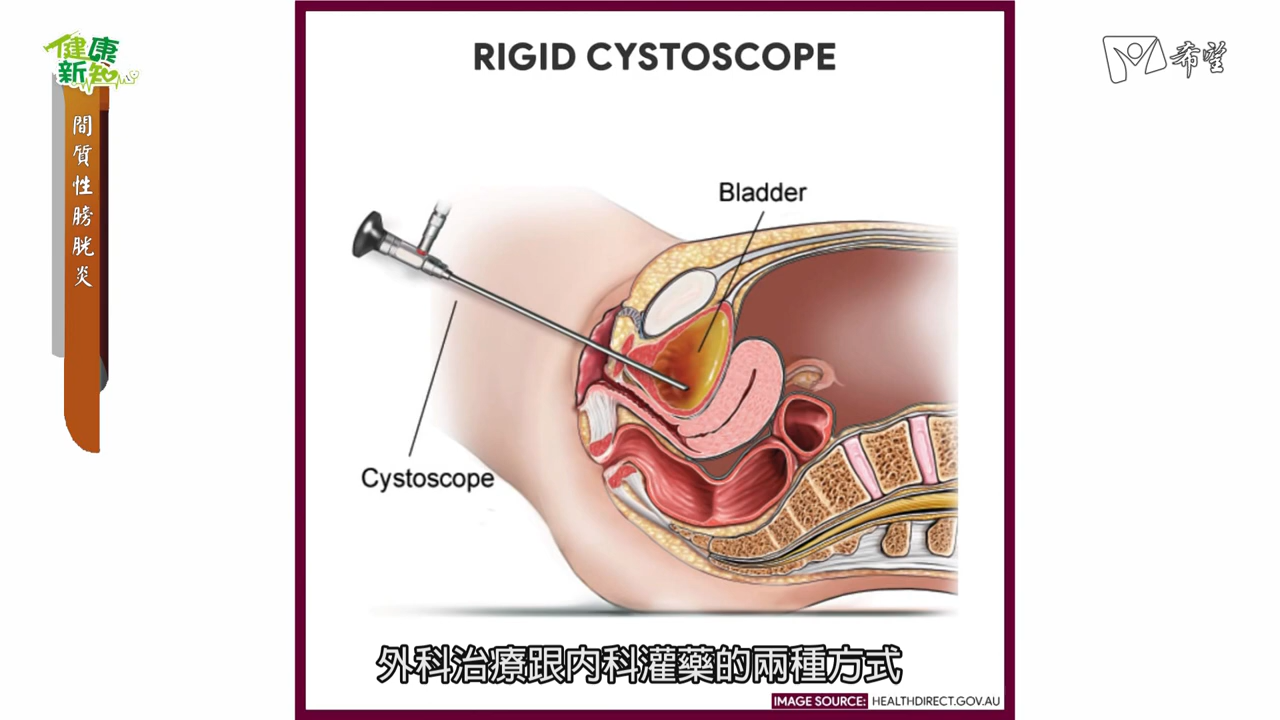 健康
新知
間質性膀胱炎
RIGID CYSTOSCOPE
希望
Bladder
Cystoscope
外科治療跟內科灌藥的兩種方式
IMAGE SOURCE: HEALTHDIRECT.GOV.AU